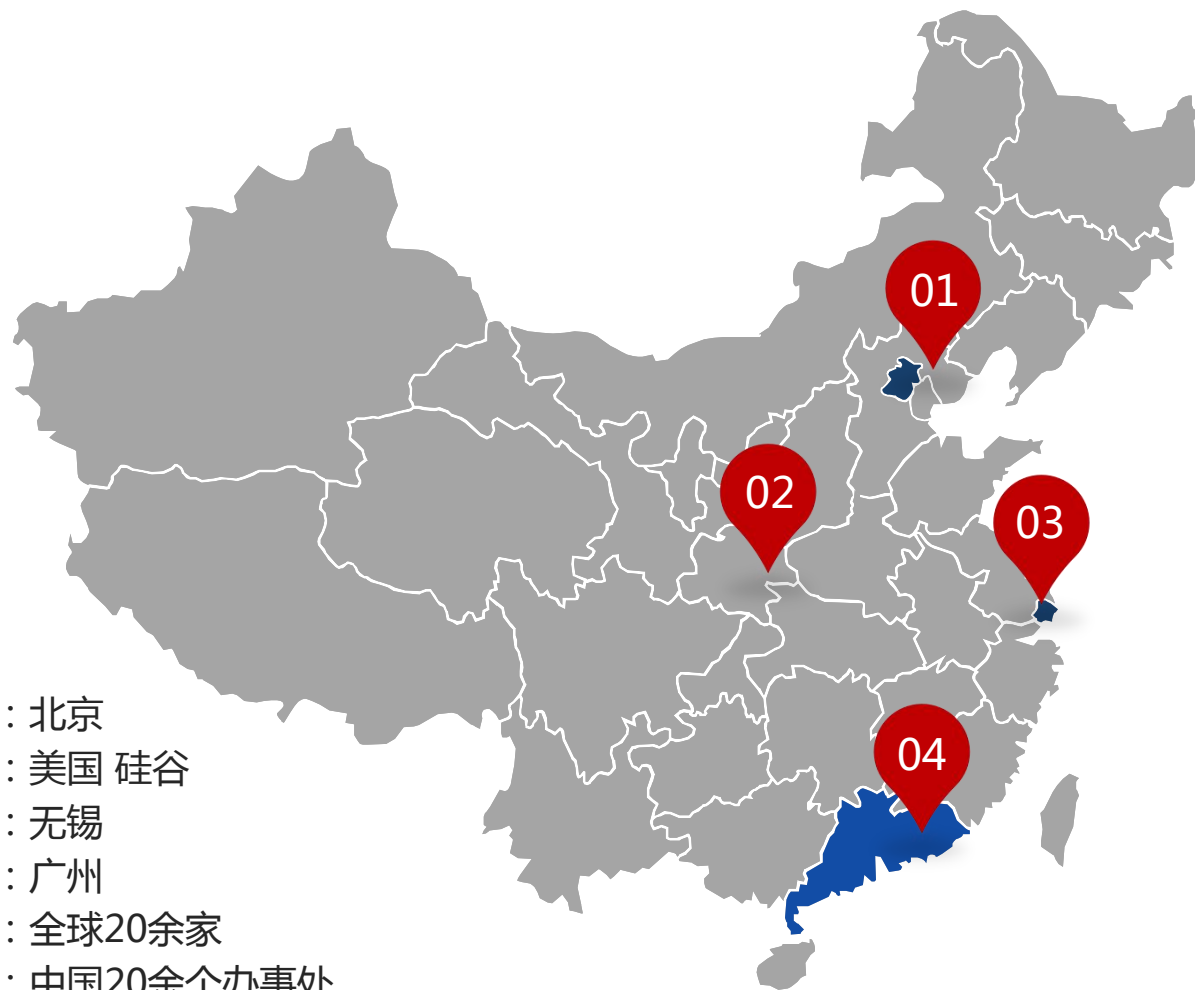 01
02
03
04
: 北京
: 美国 硅谷
: 无锡
: 广州
: 全球20余家
: 中国20余个办事处